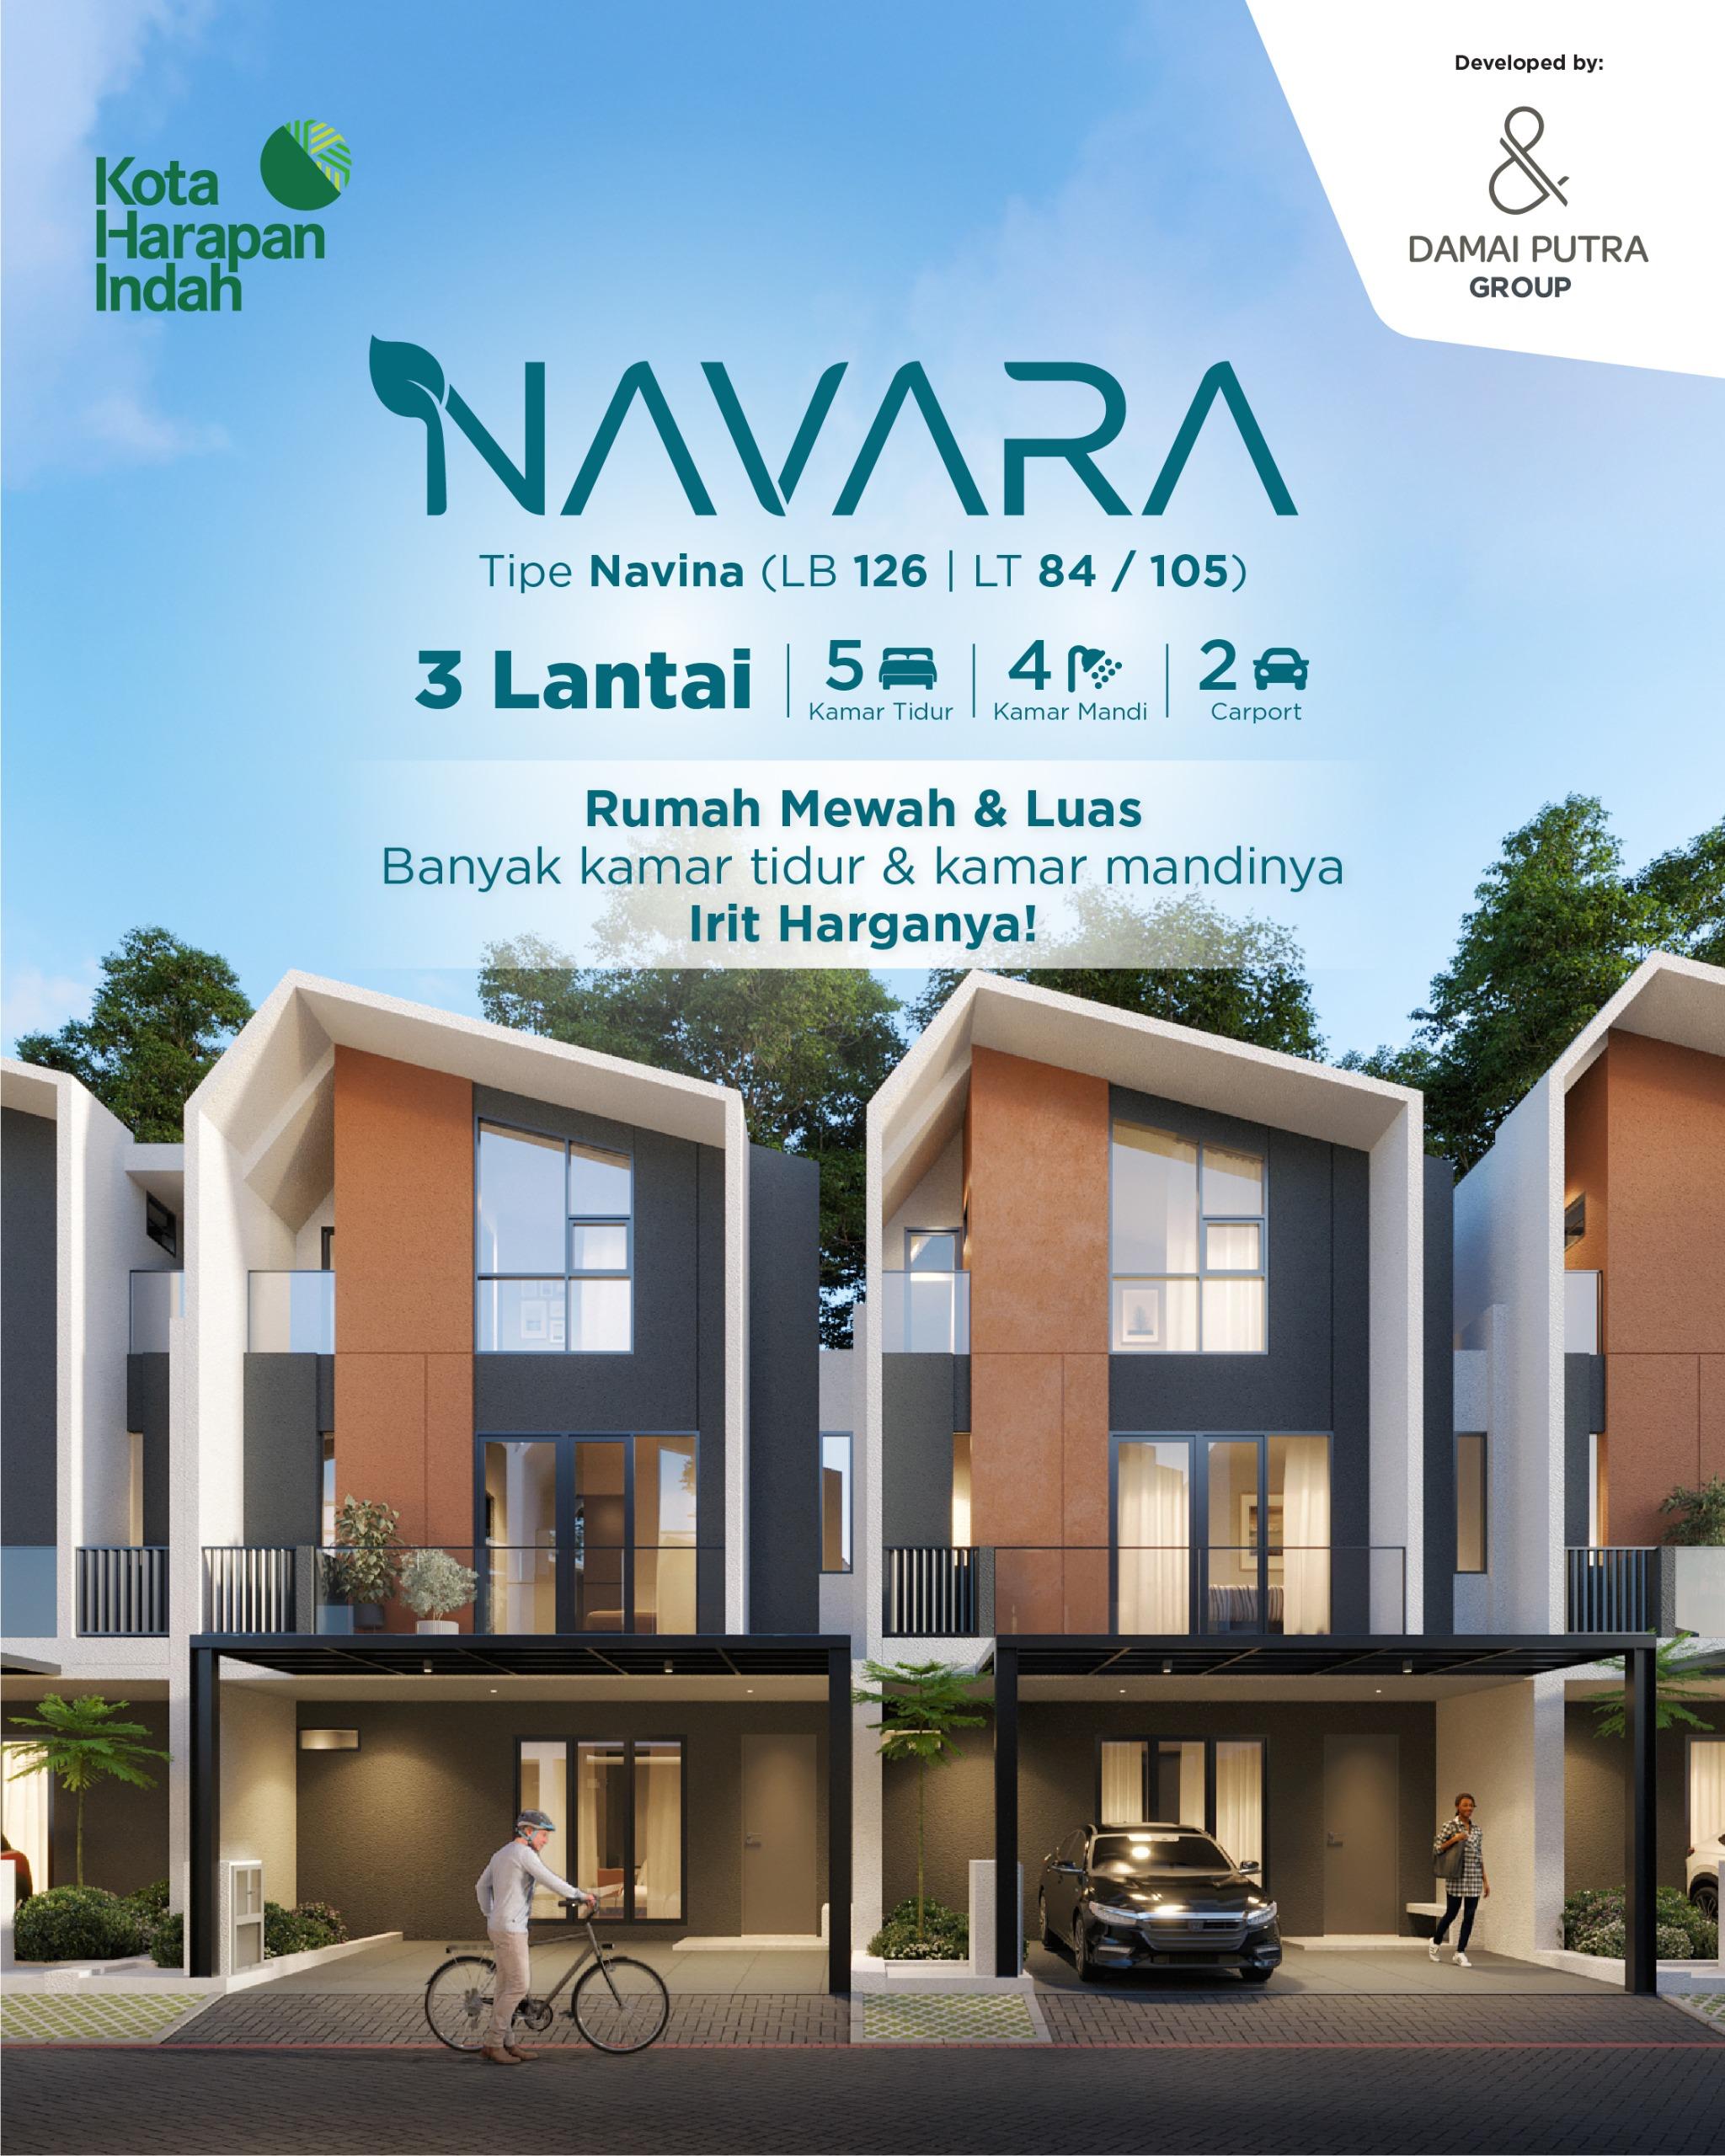 Developed by:
&
DAMAI PUTRA
GROUP
Kota
Harapan
Indah
NAVARA
Tipe Navina (LB 126 | LT 84 / 105)
3 Lantai | 5 | 4 | 2
Kamar Tidur | Kamar Mandi | Carport
Rumah Mewah & Luas
Banyak kamar tidur & kamar mandinya
Irit Harganya!